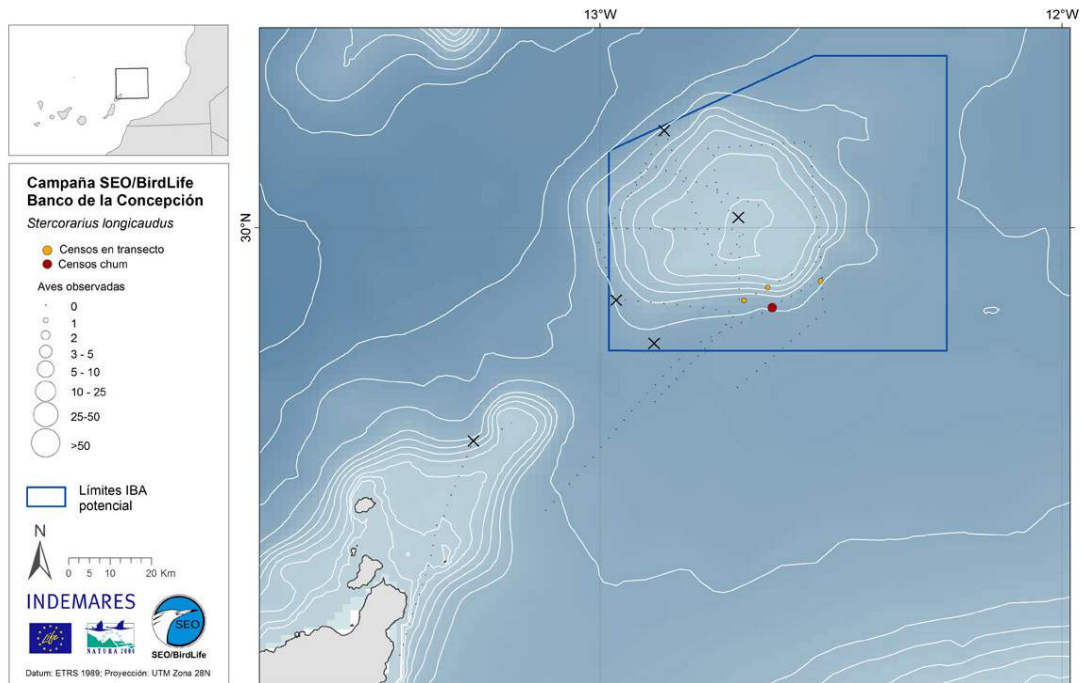 13°W
12°W
30°N
Campaña SEO/BirdLife
Banco de la Concepción
Stercorarius longicaudus
Censos en transecto
Censos chum
Aves observadas
0
1
2
3 - 5
5 - 10
10 - 25
25-50
>50
Límites IBA
potencial
N
0 5 10 20 Km
INDEMARES
Life
NATURA 2000
SEO
SEO/BirdLife
Datum: ETRS 1989; Proyección: UTM Zona 28N